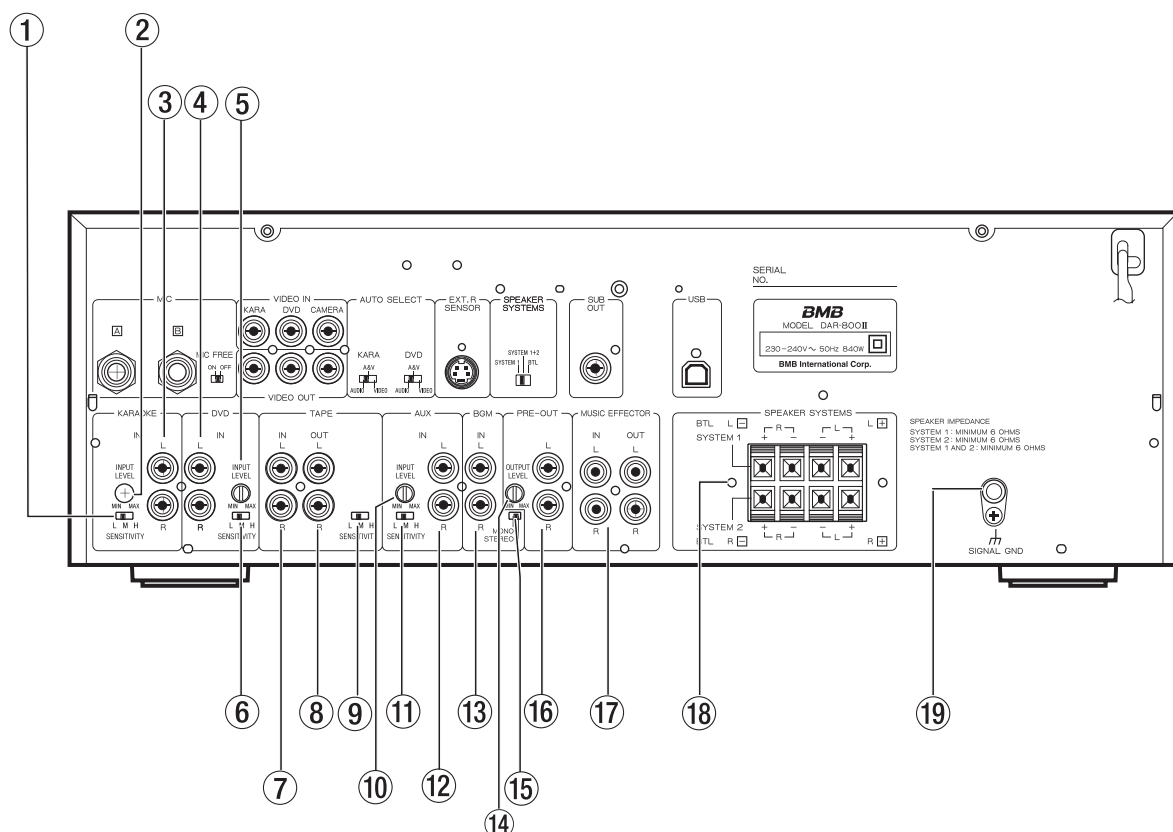 1 2
3 4 5
SERIAL
NO.
MIC
VIDEO IN
AUTO SELECT
EXT. R
SENSOR
SPEAKER
SYSTEMS
SUB
OUT
USB
KARA DVD CAMERA
A B
MIC FREE
ON OFF
KARA DVD
A&V A&V
AUDIO VIDEO AUDIO VIDEO
SYSTEM 1+2
SYSTEM BTL
BMB
MODEL DAR-800II
230-240V~ 50Hz 840W
BMB International Corp.
VIDEO OUT
KARAOKE DVD TAPE AUX BGM PRE-OUT MUSIC EFFECTOR
IN IN IN OUT IN IN OUT
L L L L L L L L L
INPUT
LEVEL
INPUT
LEVEL
INPUT
LEVEL
OUTPUT
LEVEL
MIN MAX MIN MAX MIN MAX MIN MAX
L M H L M H L M H L M H
R R R R R R R R R
SENSITIVITY SENSITIVITY SENSITIVIT SENSITIVITY
MONO
STEREO
SPEAKER SYSTEMS
BTL L − L +
SYSTEM 1
R L
+ − − +
SYSTEM 2
+ − − +
R L
BTL R − R +
SPEAKER IMPEDANCE
SYSTEM 1 : MINIMUM 6 OHMS
SYSTEM 2 : MINIMUM 6 OHMS
SYSTEM 1 AND 2 : MINIMUM 6 OHMS
SIGNAL GND
19
6 7 8 9 10 11 12 13 14 15 16 17 18